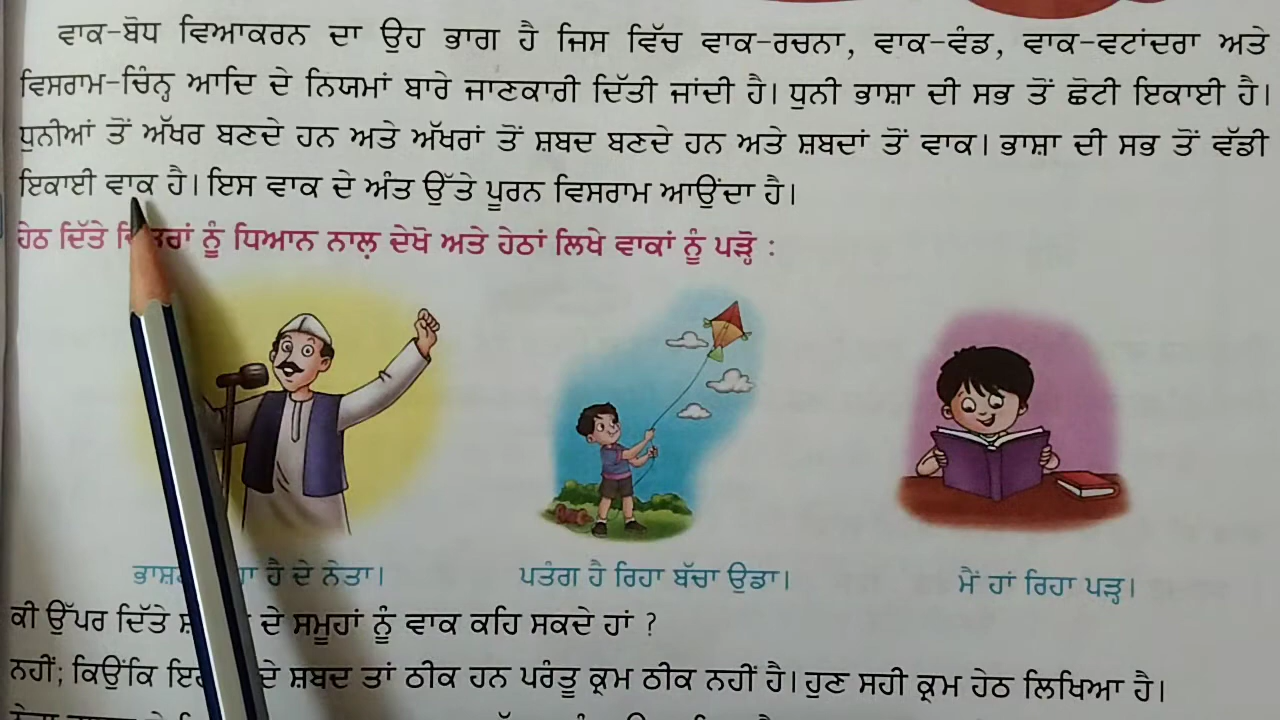 ਵਾਕ-ਬੋਧ ਵਿਆਕਰਨ ਦਾ ਉਹ ਭਾਗ ਹੈ ਜਿਸ ਵਿੱਚ ਵਾਕ-ਰਚਨਾ, ਵਾਕ-ਵੰਡ, ਵਾਕ-ਵਟਾਂਦਰਾ ਅਤੇ
ਵਿਸਰਾਮ-ਚਿੰਨ੍ਹ ਆਦਿ ਦੇ ਨਿਯਮਾਂ ਬਾਰੇ ਜਾਣਕਾਰੀ ਦਿੱਤੀ ਜਾਂਦੀ ਹੈ। ਧੁਨੀ ਭਾਸ਼ਾ ਦੀ ਸਭ ਤੋਂ ਛੋਟੀ ਇਕਾਈ ਹੈ।
ਧੁਨੀਆਂ ਤੋਂ ਅੱਖਰ ਬਣਦੇ ਹਨ ਅਤੇ ਅੱਖਰਾਂ ਤੋਂ ਸ਼ਬਦ ਬਣਦੇ ਹਨ ਅਤੇ ਸ਼ਬਦਾਂ ਤੋਂ ਵਾਕ। ਭਾਸ਼ਾ ਦੀ ਸਭ ਤੋਂ ਵੱਡੀ
ਇਕਾਈ ਵਾਕ ਹੈ। ਇਸ ਵਾਕ ਦੇ ਅੰਤ ਉੱਤੇ ਪੂਰਨ ਵਿਸਰਾਮ ਆਉਂਦਾ ਹੈ।
ਹੇਠ ਦਿੱਤੇ ਨੂੰ ਧਿਆਨ ਨਾਲ਼ ਦੇਖੋ ਅਤੇ ਹੇਠਾਂ ਲਿਖੇ ਵਾਕਾਂ ਨੂੰ ਪੜ੍ਹੋ :
ਹੈ ਦੇ ਨੇਤਾ।
ਪਤੰਗ ਹੈ ਰਿਹਾ ਬੱਚਾ ਉਡਾ।
ਮੈਂ ਹਾਂ ਰਿਹਾ ਪੜ੍ਹ।
ਕੀ ਉੱਪਰ ਦਿੱਤੇ ਦੇ ਸਮੂਹਾਂ ਨੂੰ ਵਾਕ ਕਹਿ ਸਕਦੇ ਹਾਂ ?
ਨਹੀਂ; ਕਿਉਂਕਿ ਦੇ ਸ਼ਬਦ ਤਾਂ ਠੀਕ ਹਨ ਪਰੰਤੂ ਕ੍ਰਮ ਠੀਕ ਨਹੀਂ ਹੈ। ਹੁਣ ਸਹੀ ਕ੍ਰਮ ਹੇਠ ਲਿਖਿਆ ਹੈ।